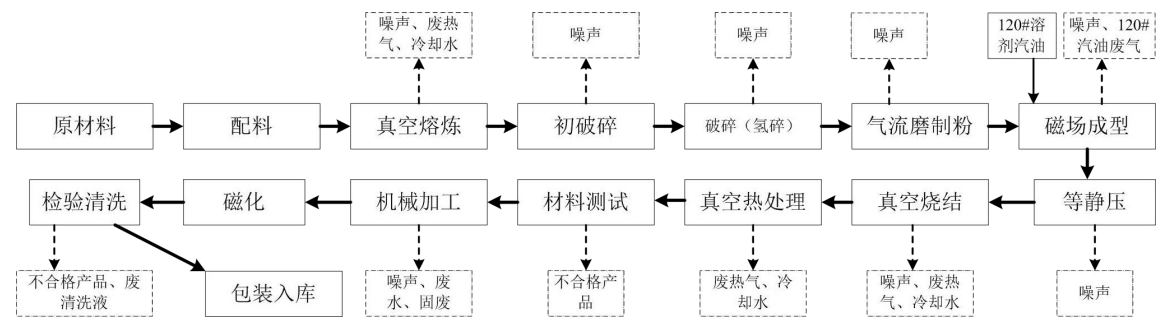 噪声、废热
气、冷却水
噪声
噪声
噪声
120#溶
剂汽油
噪声、120#
汽油废气
原材料
配料
真空熔炼
初破碎
破碎（氢碎）
气流磨制粉
磁场成型
检验清洗
磁化
机械加工
材料测试
真空热处理
真空烧结
等静压
不合格产品、废
清洗液
包装入库
噪声、废
水、固废
不合格产
品
废热气、冷
却水
噪声、废热
气、冷却水
噪声